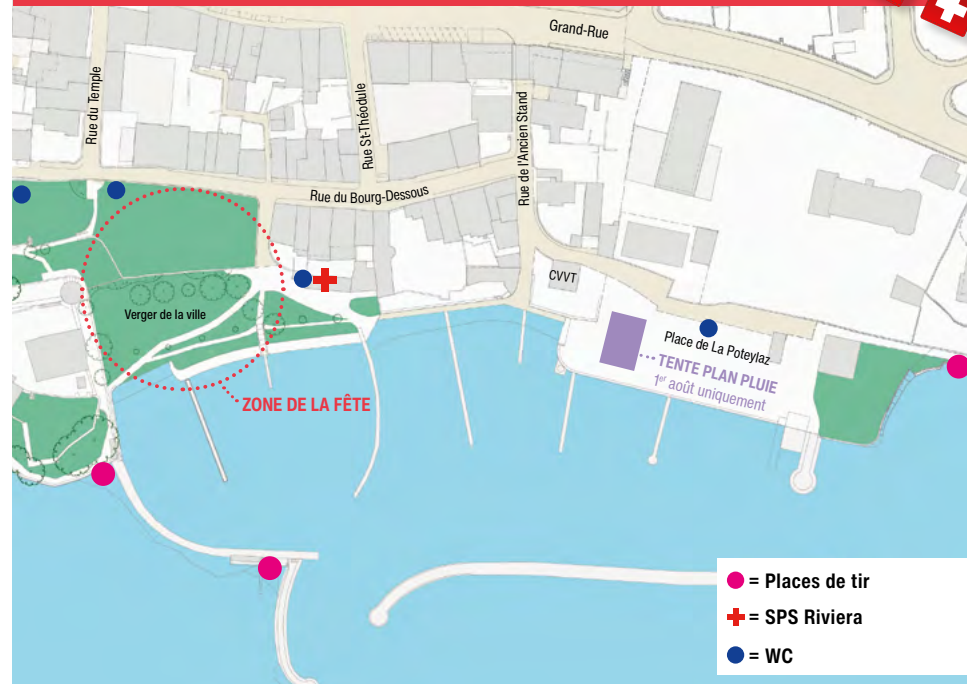 Grand-Rue
Rue du Temple
Rue St-Théodule
Rue de l'Ancien Stand
Rue du Bourg-Dessous
CVVT
Verger de la ville
Place de La Poteylaz
TENTE PLAN PLUIE
1er août uniquement
ZONE DE LA FÊTE
= Places de tir
= SPS Riviera
= WC